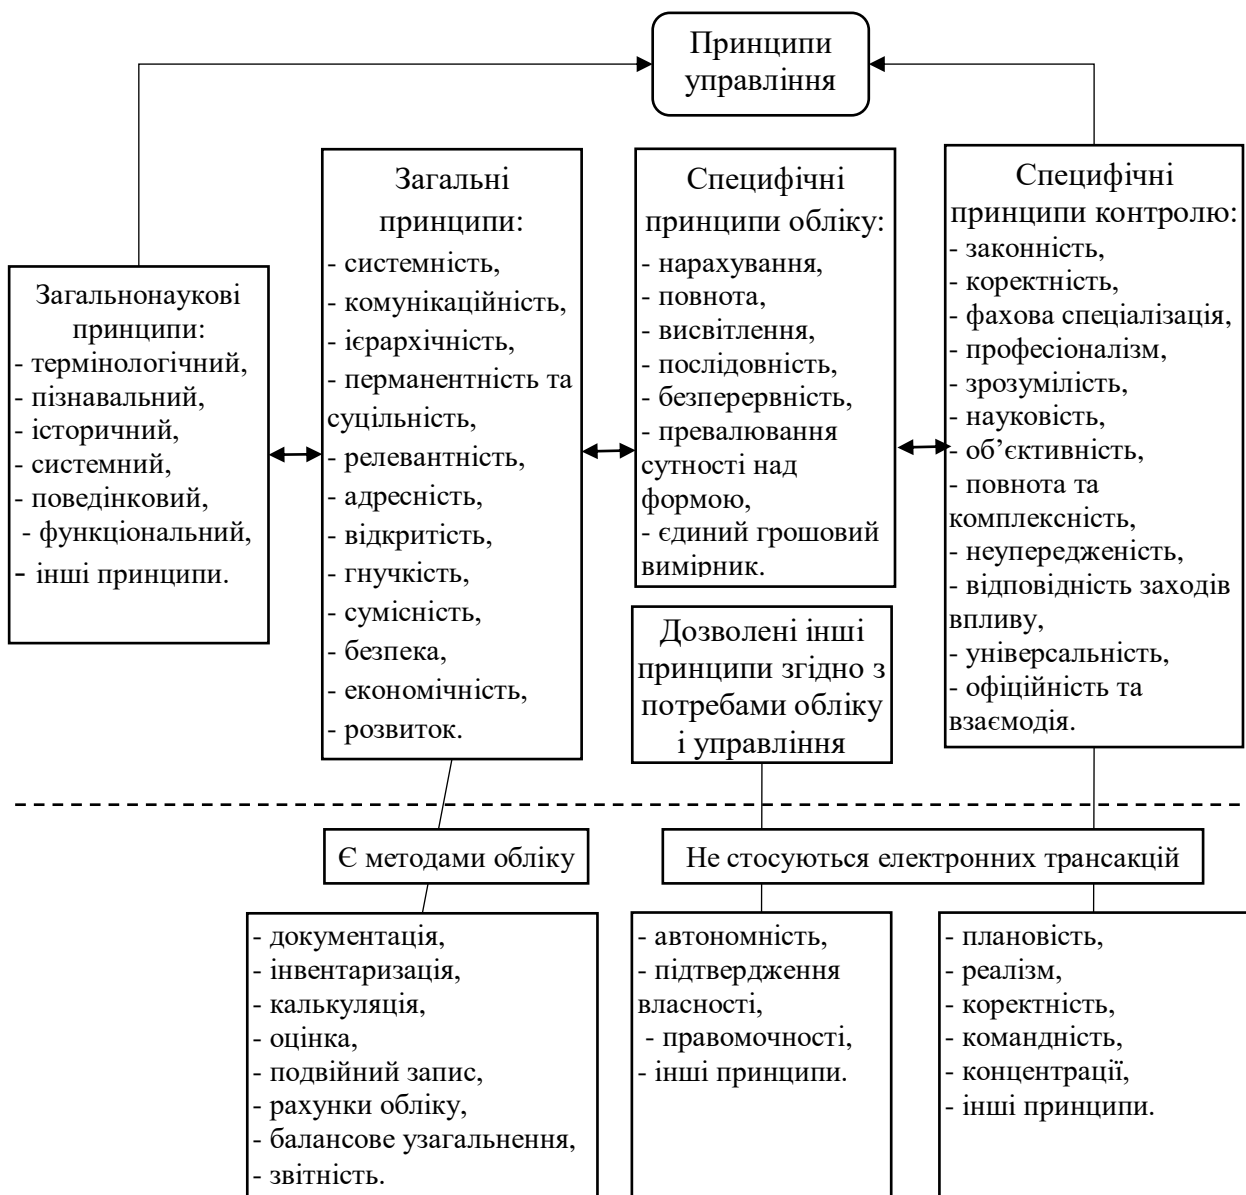 Принципи
управління
Загальнонаукові
принципи:
- термінологічний,
- пізнавальний,
- історичний,
- системний,
- поведінковий,
- функціональний,
- інші принципи.
Загальні
принципи:
- системність,
- комунікаційність,
- ієрархічність,
- перманентність та
суцільність,
- релевантність,
- адресність,
- відкритість,
- гнучкість,
- сумісність,
- безпека,
- економічність,
- розвиток.
Специфічні
принципи обліку:
- нарахування,
- повнота,
- висвітлення,
- послідовність,
- безперервність,
- превалювання
сутності над
формою,
- єдиний грошовий
вимірник.
Дозволені інші
принципи згідно з
потребами обліку
і управління
Специфічні
принципи контролю:
- законність,
- коректність,
- фахова спеціалізація,
- професіоналізм,
- зрозумілість,
- науковість,
- об’єктивність,
- повнота та
комплексність,
- неупередженість,
- відповідність заходів
впливу,
- універсальність,
- офіційність та
взаємодія.
Є методами обліку
Не стосуються електронних трансакцій
- документація,
- інвентаризація,
- калькуляція,
- оцінка,
- подвійний запис,
- рахунки обліку,
- балансове узагальнення,
- звітність.
- автономність,
- підтвердження
власності,
- правомочності,
- інші принципи.
- плановість,
- реалізм,
- коректність,
- командність,
- концентрації,
- інші принципи.